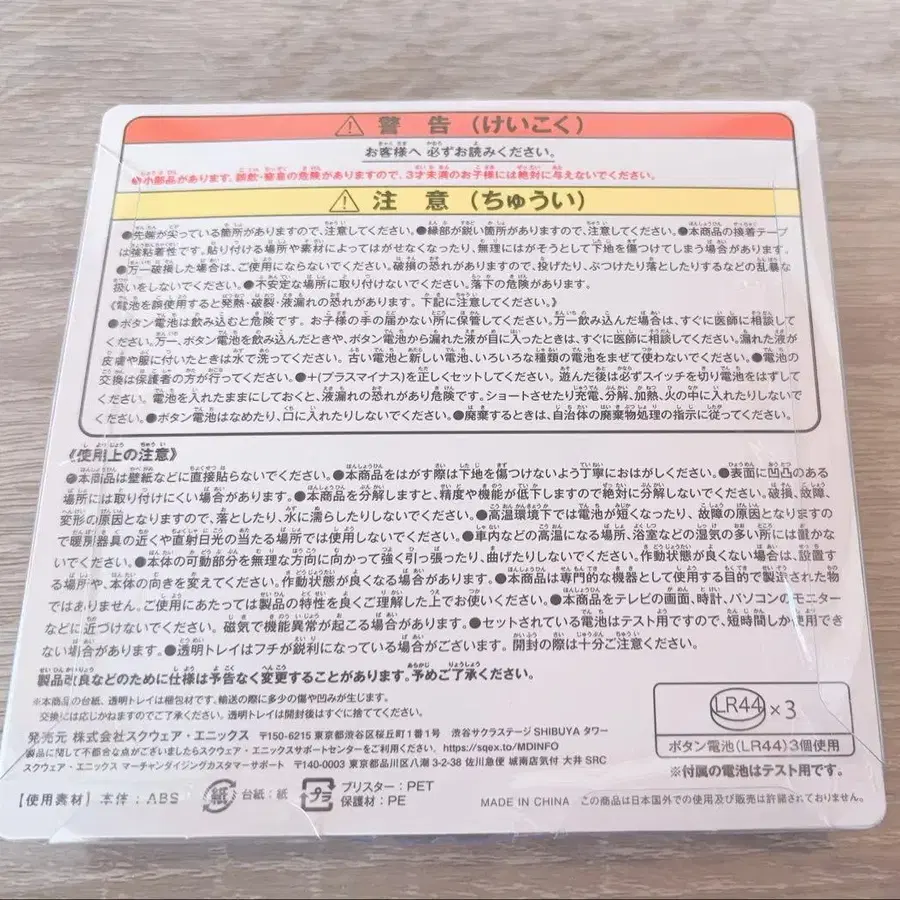 ⚠ 警告（けいこく）
お客様へ 必ずお読みください。
●小部品があります。誤飲・窒息の危険がありますので、3才未満のお子様には絶対に与えないでください。
⚠ 注意（ちゅうい）
●先端が尖っている箇所がありますので、注意してください。●縁部が鋭い箇所がありますので、注意してください。●本商品の接着テープ
は強粘着性です。貼り付ける場所や素材によってはがせなくなったり、無理にはがそうとして下地を傷つけてしまう場合があります。
●万一破損した場合は、ご使用にならないでください。破損の恐れがありますので、投げたり、ぶつけたり落としたりするなどの乱暴な
扱いをしないでください。●不安定な場所に取り付けないでください。落下の危険があります。
《電池を誤使用すると発熱・破裂・液漏れの恐れがあります。下記に注意してください。》
●ボタン電池は飲み込むと危険です。お子様の手の届かない所に保管してください。万一飲み込んだ場合は、すぐに医師に相談して
ください。万一、ボタン電池を飲み込んだときや、ボタン電池から漏れた液が目に入ったときは、すぐに医師に相談してください。漏れた液が
皮膚や服に付いたときは水で洗ってください。古い電池と新しい電池、いろいろな種類の電池をまぜて使わないでください。●電池の
交換は保護者の方が行ってください。●+-(プラスマイナス)を正しくセットしてください。遊んだ後は必ずスイッチを切り電池をはずして
ください。電池を入れたままにしておくと、液漏れの恐れがあり危険です。ショートさせたり充電、分解、加熱、火の中に入れたりしないで
ください。●ボタン電池はなめたり、口に入れたりしないでください。●廃棄するときは、自治体の廃棄物処理の指示に従ってください。
《使用上の注意》
●本商品は壁紙などに直接貼らないでください。●本商品をはがす際は下地を傷つけないよう丁寧におはがしください。●表面に凹凸のある
場所には取り付けにくい場合があります。●本商品を分解しますと、精度や機能が低下しますので絶対に分解しないでください。破損、故障、
変形の原因となりますので、落としたり、水に濡らしたりしないでください。●高温環境下では電池が短くなったり、故障の原因となりますの
で暖房器具の近くや直射日光の当たる場所では使用しないでください。●車内などの高温になる場所、浴室などの湿気の多い所には置かな
いでください。●本体の可動部分を無理な方向に向かって強く引っ張ったり、曲げたりしないでください。作動状態が良くない場合は、設置す
る場所や、本体の向きを変えてください。作動状態が良くなる場合があります。●本商品は専門的な機器として使用する目的で製造された物
ではありません。ご使用にあたっては製品の特性を良くご理解した上でお使いください。●本商品をテレビの画面、時計、パソコンのモニター
などに近づけないでください。磁気で機能異常が起こる場合があります。●セットされている電池はテスト用ですので、短時間しか使用でき
ない場合があります。●透明トレイはフチが鋭利になっている場合がございます。開封の際は十分ご注意ください。
製品改良などのために仕様は予告なく変更することがあります。予めご了承ください。
※本商品の台紙、透明トレイは梱包材です。輸送の際に多少の傷や凹みが生じます。
交換には応じかねますのでご了承ください。透明トレイは開封後はすぐに捨ててください。
発売元 株式会社スクウェア・エニックス 〒150-6215 東京都渋谷区桜丘町1番1号 渋谷サクラステージ SHIBUYA タワー
製品に関して不都合な点がございましたらスクウェア・エニックスサポートセンターをご利用ください。https://sqex.to/MDINFO
スクウェア・エニックス マーチャンダイジングカスタマーサポート 〒140-0003 東京都品川区八潮 3-2-38 佐川急便 城南店気付 大井 SRC
LR44×3
ボタン電池(LR44)3個使用
※付属の電池はテスト用です。
【使用素材】本体：ABS 紙 台紙：紙 プラ ブリスター：PET
保護材：PE
MADE IN CHINA この商品は日本国外での使用及び販売は許諾されておりません。